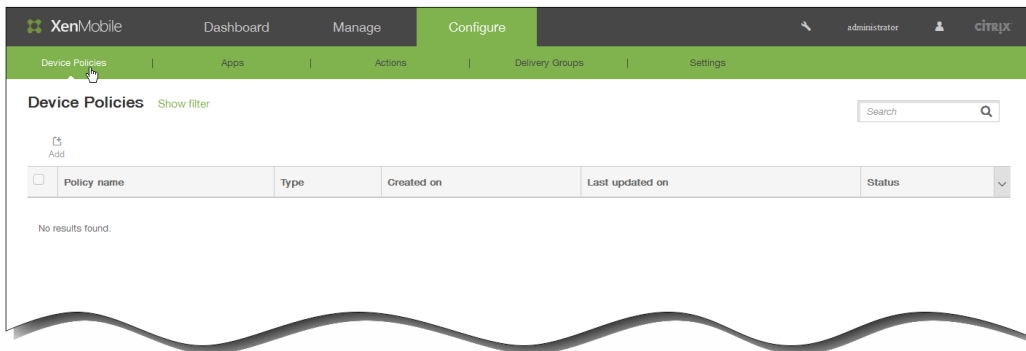 XenMobile Dashboard Manage Configure administrator CITRIX
Device Policies | Apps | Actions | Delivery Groups | Settings
Device Policies Show filter
Search
Add
Policy name Type Created on Last updated on Status
No results found.